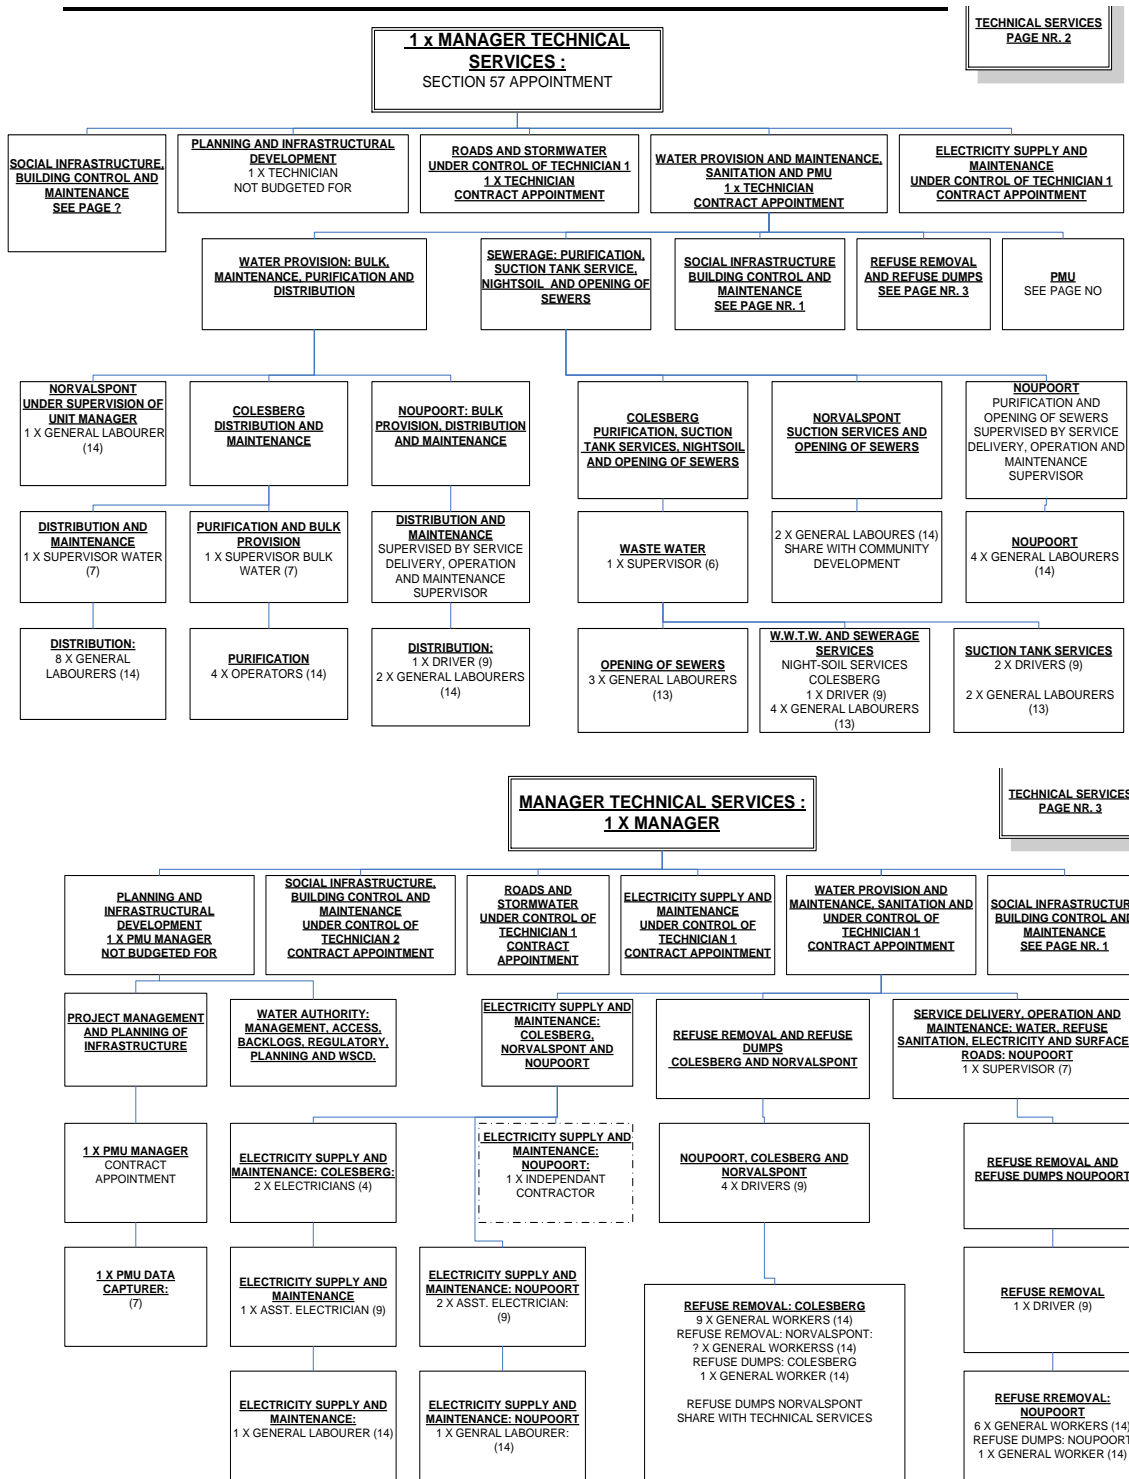 TECHNICAL SERVICES
PAGE NR. 2
1 x MANAGER TECHNICAL
SERVICES :
SECTION 57 APPOINTMENT
SOCIAL INFRASTRUCTURE,
BUILDING CONTROL AND
MAINTENANCE
SEE PAGE ?
PLANNING AND INFRASTRUCTURAL
DEVELOPMENT
1 X TECHNICIAN
NOT BUDGETED FOR
ROADS AND STORMWATER
UNDER CONTROL OF TECHNICIAN 1
1 X TECHNICIAN
CONTRACT APPOINTMENT
WATER PROVISION AND MAINTENANCE,
SANITATION AND PMU
1 x TECHNICIAN
CONTRACT APPOINTMENT
ELECTRICITY SUPPLY AND
MAINTENANCE
UNDER CONTROL OF TECHNICIAN 1
CONTRACT APPOINTMENT
WATER PROVISION: BULK,
MAINTENANCE, PURIFICATION AND
DISTRIBUTION
SEWERAGE: PURIFICATION,
SUCTION TANK SERVICE,
NIGHTSOIL AND OPENING OF
SEWERS
SOCIAL INFRASTRUCTURE
BUILDING CONTROL AND
MAINTENANCE
SEE PAGE NR. 1
REFUSE REMOVAL
AND REFUSE DUMPS
SEE PAGE NR. 3
PMU
SEE PAGE NO
NORVALSPONT
UNDER SUPERVISION OF
UNIT MANAGER
1 X GENERAL LABOURER
(14)
COLESBERG
DISTRIBUTION AND
MAINTENANCE
NOUPOORT: BULK
PROVISION, DISTRIBUTION
AND MAINTENANCE
COLESBERG
PURIFICATION, SUCTION
TANK SERVICES, NIGHTSOIL
AND OPENING OF SEWERS
NORVALSPONT
SUCTION SERVICES AND
OPENING OF SEWERS
NOUPOORT
PURIFICATION AND
OPENING OF SEWERS
SUPERVISED BY SERVICE
DELIVERY, OPERATION AND
MAINTENANCE
SUPERVISOR
DISTRIBUTION AND
MAINTENANCE
1 X SUPERVISOR WATER
(7)
PURIFICATION AND BULK
PROVISION
1 X SUPERVISOR BULK
WATER (7)
DISTRIBUTION AND
MAINTENANCE
SUPERVISED BY SERVICE
DELIVERY, OPERATION
AND MAINTENANCE
SUPERVISOR
WASTE WATER
1 X SUPERVISOR (6)
2 X GENERAL LABOURES (14)
SHARE WITH COMMUNITY
DEVELOPMENT
NOUPOORT
4 X GENERAL LABOURERS
(14)
DISTRIBUTION:
8 X GENERAL
LABOURERS (14)
PURIFICATION
4 X OPERATORS (14)
DISTRIBUTION:
1 X DRIVER (9)
2 X GENERAL LABOURERS
(14)
OPENING OF SEWERS
3 X GENERAL LABOURERS
(13)
W.W.T.W. AND SEWERAGE
SERVICES
NIGHT-SOIL SERVICES
COLESBERG
1 X DRIVER (9)
4 X GENERAL LABOURERS
(13)
SUCTION TANK SERVICES
2 X DRIVERS (9)
2 X GENERAL LABOURERS
(13)
MANAGER TECHNICAL SERVICES :
1 X MANAGER
TECHNICAL SERVICES
PAGE NR. 3
PLANNING AND
INFRASTRUCTURAL
DEVELOPMENT
1 X PMU MANAGER
NOT BUDGETED FOR
SOCIAL INFRASTRUCTURE,
BUILDING CONTROL AND
MAINTENANCE
UNDER CONTROL OF
TECHNICIAN 2
CONTRACT APPOINTMENT
ROADS AND
STORMWATER
UNDER CONTROL OF
TECHNICIAN 1
CONTRACT
APPOINTMENT
ELECTRICITY SUPPLY AND
MAINTENANCE
UNDER CONTROL OF
TECHNICIAN 1
CONTRACT APPOINTMENT
WATER PROVISION AND
MAINTENANCE, SANITATION AND
UNDER CONTROL OF
TECHNICIAN 1
CONTRACT APPOINTMENT
SOCIAL INFRASTRUCTURE
BUILDING CONTROL AND
MAINTENANCE
SEE PAGE NR. 1
PROJECT MANAGEMENT
AND PLANNING OF
INFRASTRUCTURE
WATER AUTHORITY:
MANAGEMENT, ACCESS,
BACKLOGS, REGULATORY,
PLANNING AND WSCD.
ELECTRICITY SUPPLY AND
MAINTENANCE:
COLESBERG,
NORVALSPONT AND
NOUPOORT
REFUSE REMOVAL AND REFUSE
DUMPS
COLESBERG AND NORVALSPONT
SERVICE DELIVERY, OPERATION AND
MAINTENANCE: WATER, REFUSE
SANITATION, ELECTRICITY AND SURFACE
ROADS: NOUPOORT
1 X SUPERVISOR (7)
1 X PMU MANAGER
CONTRACT
APPOINTMENT
ELECTRICITY SUPPLY AND
MAINTENANCE: COLESBERG:
2 X ELECTRICIANS (4)
ELECTRICITY SUPPLY AND
MAINTENANCE:
NOUPOORT:
1 X INDEPENDANT
CONTRACTOR
NOUPOORT, COLESBERG AND
NORVALSPONT
4 X DRIVERS (9)
REFUSE REMOVAL AND
REFUSE DUMPS NOUPOORT
1 X PMU DATA
CAPTURER:
(7)
ELECTRICITY SUPPLY AND
MAINTENANCE
1 X ASST. ELECTRICIAN (9)
ELECTRICITY SUPPLY AND
MAINTENANCE: NOUPOORT
2 X ASST. ELECTRICIAN:
(9)
REFUSE REMOVAL: COLESBERG
9 X GENERAL WORKERS (14)
REFUSE REMOVAL: NORVALSPONT:
? X GENERAL WORKERSS (14)
REFUSE DUMPS: COLESBERG
1 X GENERAL WORKER (14)
REFUSE DUMPS NORVALSPONT
SHARE WITH TECHNICAL SERVICES
REFUSE REMOVAL
1 X DRIVER (9)
ELECTRICITY SUPPLY AND
MAINTENANCE:
1 X GENERAL LABOURER (14)
ELECTRICITY SUPPLY AND
MAINTENANCE: NOUPOORT
1 X GENRAL LABOURER:
(14)
REFUSE RREMOVAL:
NOUPOORT
6 X GENERAL WORKERS (14)
REFUSE DUMPS: NOUPOORT
1 X GENERAL WORKER (14)